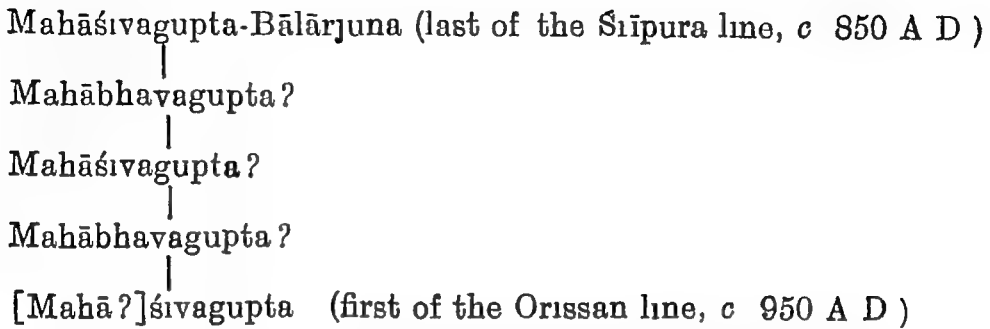 Mahāśivagupta-Bālārjuna (last of the Śrīpura line, c 850 A D )
Mahābhavagupta?
Mahāśivagupta?
Mahābhavagupta?
[Mahā?]śivagupta (first of the Orissan line, c 950 A D )